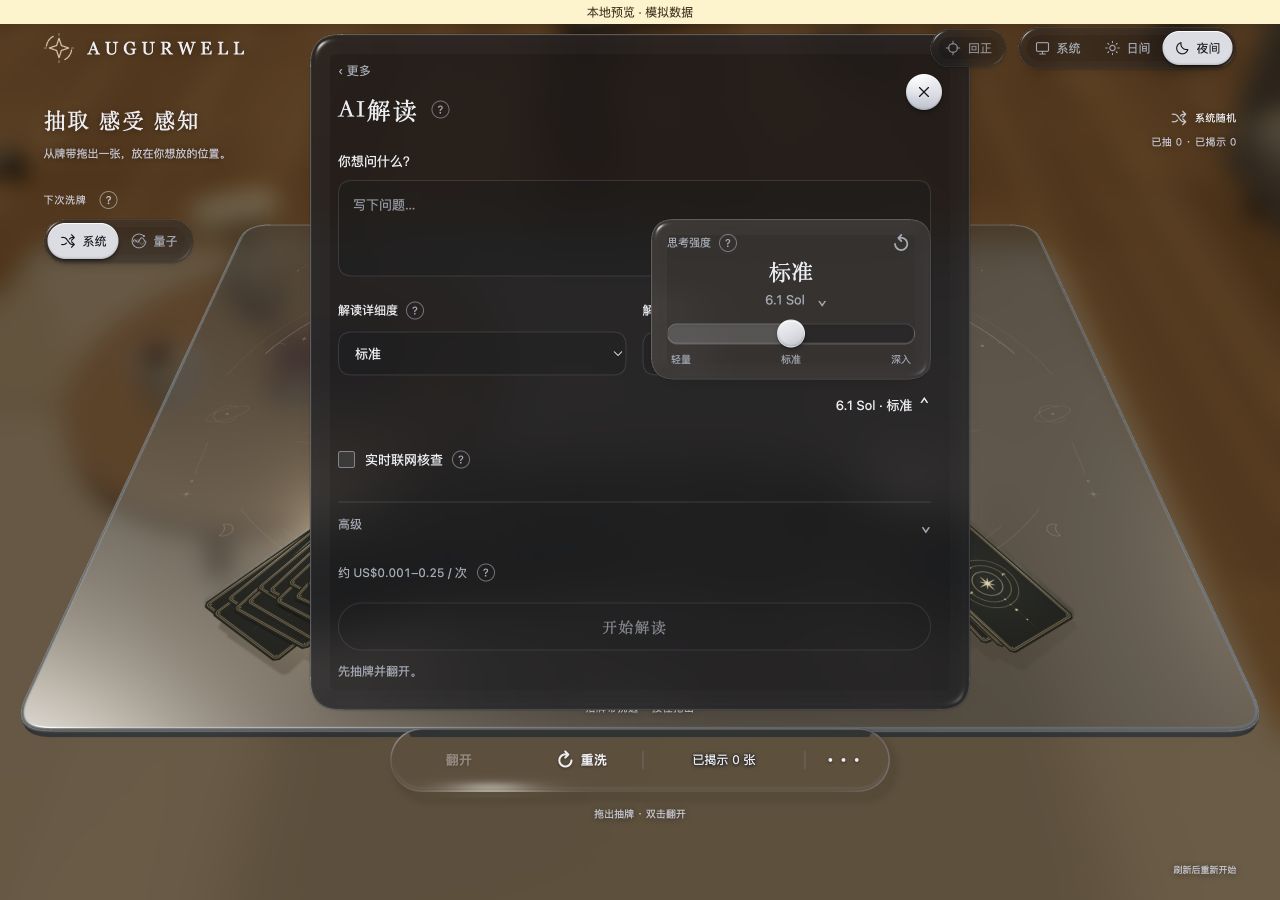 本地预览 · 模拟数据
AUGURWELL
回正
系统
日间
夜间
‹ 更多
AI解读 ?
抽取 感受 感知
从牌带拖出一张，放在你想放的位置。
系统随机
已抽 0 · 已揭示 0
下次洗牌 ?
系统
量子
你想问什么?
写下问题...
思考强度 ?
标准
6.1 Sol
轻量
标准
深入
解读详细度 ?
解
标准
6.1 Sol · 标准
实时联网核查 ?
高级
约 US$0.001–0.25 / 次 ?
开始解读
先抽牌并翻开。
翻开
重洗
已揭示 0 张
拖出抽牌 · 双击翻开
刷新后重新开始